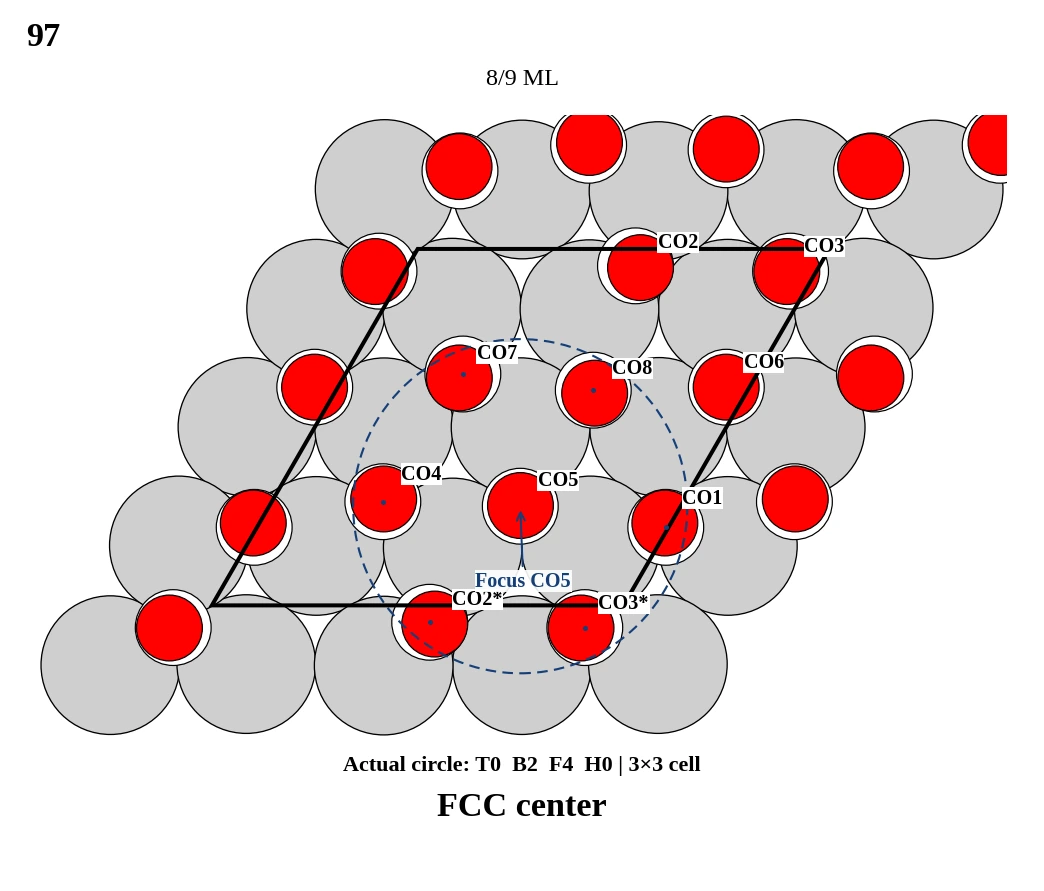 97
8/9 ML
CO2
CO3
CO7
CO8
CO6
CO4
CO5
CO1
Focus CO5
CO2*
CO3*
Actual circle: T0 B2 F4 H0 | 3×3 cell
FCC center